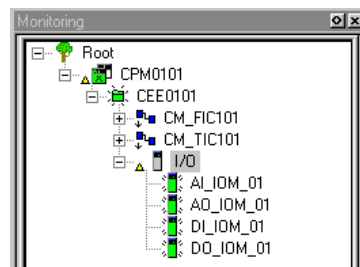 Monitoring
Root
CPM0101
CEE0101
CM_FIC101
CM_TIC101
I/O
AI_IOM_01
AO_IOM_01
DI_IOM_01
DO_IOM_01